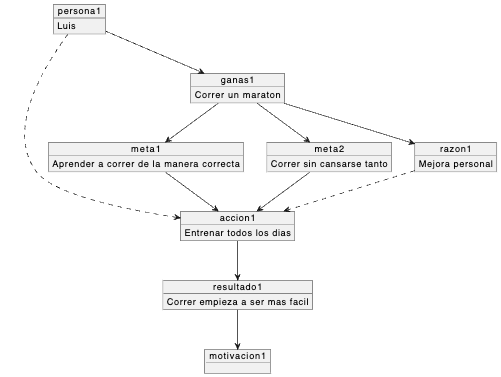 persona1
Luis
ganas1
Correr un maraton
meta1
Aprender a correr de la manera correcta
meta2
Correr sin cansarse tanto
razon1
Mejora personal
accion1
Entrenar todos los dias
resultado1
Correr empieza a ser mas facil
motivacion1